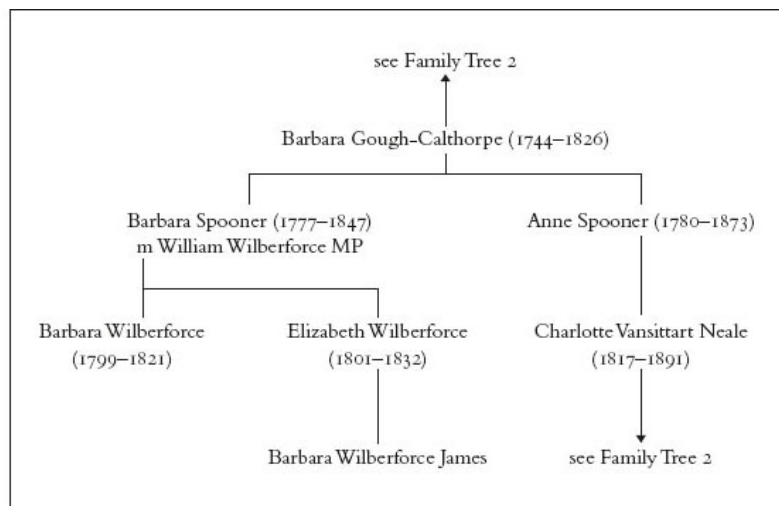 see Family Tree 2
Barbara Gough-Calthorpe (1744–1826)
Barbara Spooner (1777–1847)
m William Wilberforce MP
Anne Spooner (1780–1873)
Barbara Wilberforce
(1799–1821)
Elizabeth Wilberforce
(1801–1832)
Charlotte Vansittart Neale
(1817–1891)
Barbara Wilberforce James
see Family Tree 2